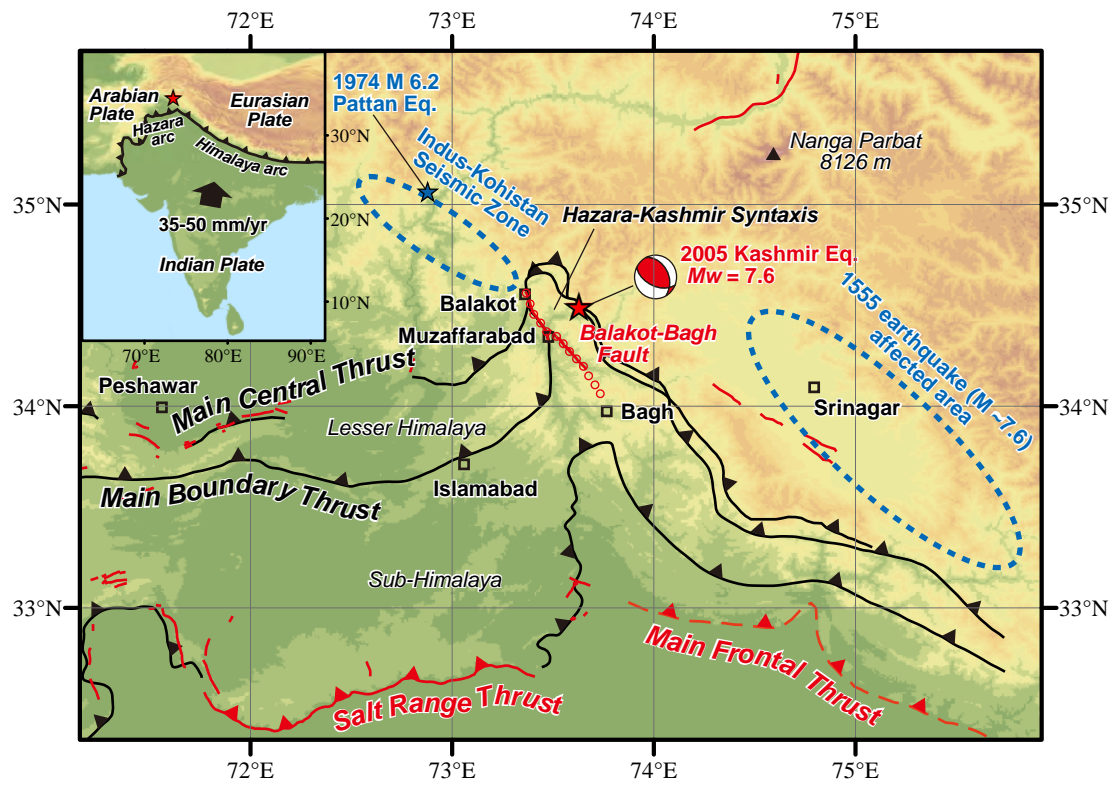 72°E
73°E
74°E
75°E
Arabian
Plate
Eurasian
Plate
Hazara
arc
Himalaya arc
35-50 mm/yr
Indian Plate
30°N
20°N
10°N
70°E
80°E
90°E
1974 M 6.2
Pattan Eq.
Indus-Kohistan
Seismic Zone
Nanga Parbat
8126 m
35°N
35°N
Hazara-Kashmir Syntaxis
2005 Kashmir Eq.
Mw = 7.6
1555 earthquake (M ~7.6)
affected area
Balakot
Muzaffarabad
Balakot-Bagh
Fault
Peshawar
Main Central Thrust
Srinagar
34°N
34°N
Bagh
Lesser Himalaya
Islamabad
Main Boundary Thrust
Sub-Himalaya
33°N
33°N
Main Frontal Thrust
Salt Range Thrust
72°E
73°E
74°E
75°E